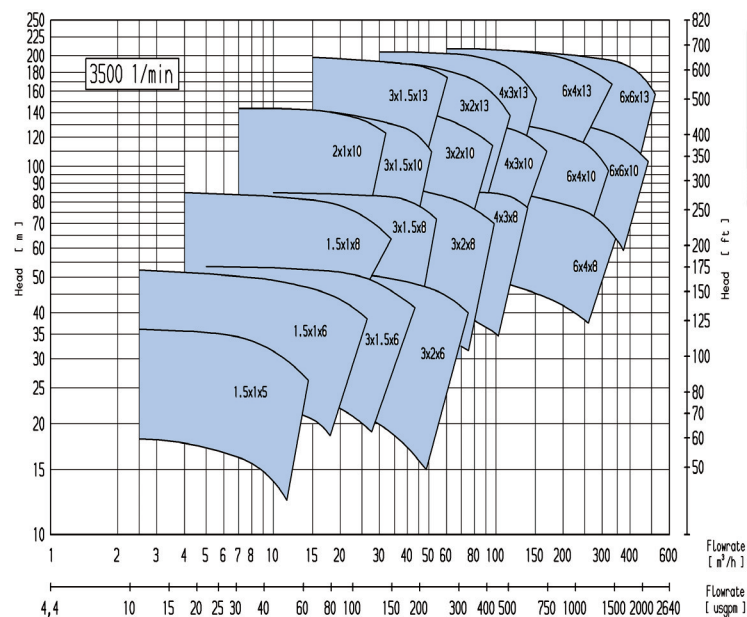 3500 1/min
Head [ m ]
250
200
180
160
140
120
100
90
80
70
60
50
40
35
30
25
20
15
10
820
700
600
500
400
350
300
250
200
175
150
125
100
80
70
60
50
Head [ ft ]
3x1.5x13
3x2x13
4x3x13
6x4x13
6x6x13
2x1x10
3x1.5x10
3x2x10
4x3x10
6x4x10
6x6x10
1.5x1x8
3x1.5x8
3x2x8
4x3x8
6x4x8
1.5x1x6
3x1.5x6
3x2x6
1.5x1x5
1 2 3 4 5 6 7 8 10 15 20 30 40 50 60 80 100 150 200 300 400 600
Flowrate
[ m³/h ]
4,4 10 15 20 25 30 40 60 80 100 150 200 300 400 500 750 1000 1500 2000 2640
Flowrate
[ usgpm ]